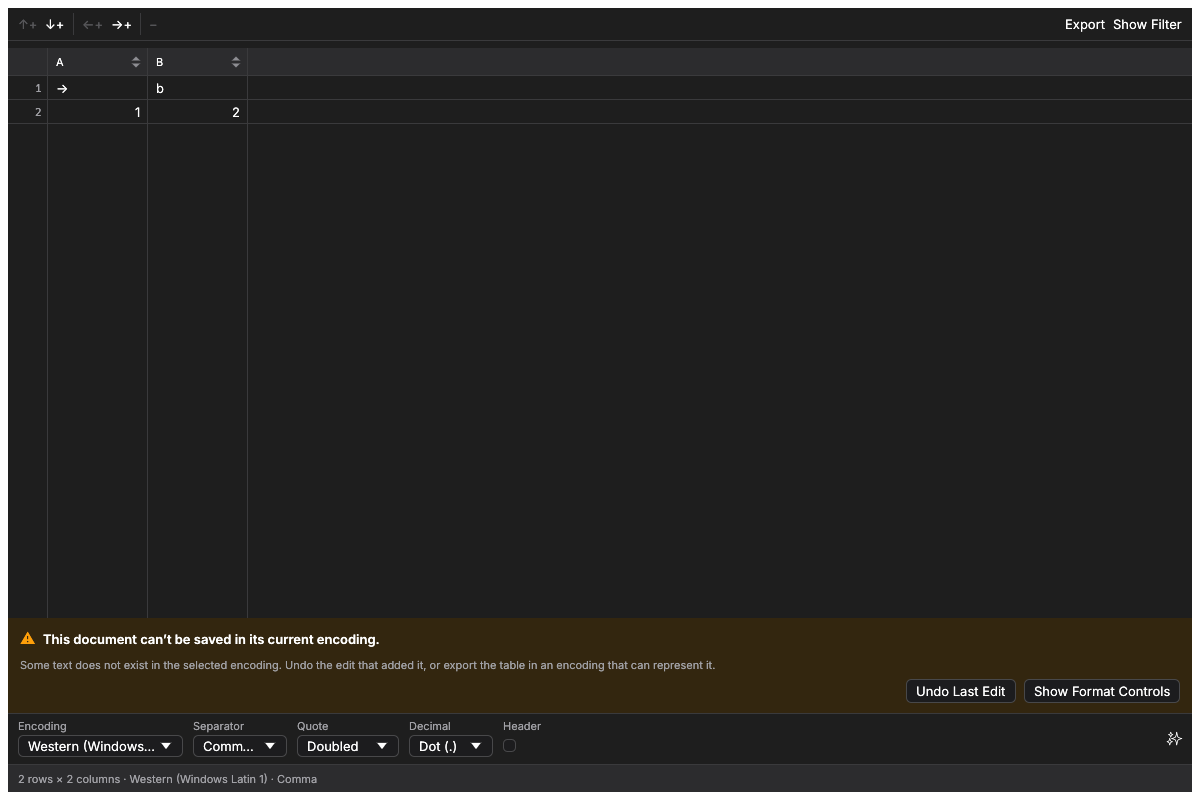 ↑+ ↓+ ←+ →+ − Export Show Filter
A B
1 → b
2 1 2
This document can’t be saved in its current encoding.
Some text does not exist in the selected encoding. Undo the edit that added it, or export the table in an encoding that can represent it.
Undo Last Edit Show Format Controls
Encoding Separator Quote Decimal Header
Western (Windows... Comm... Doubled Dot (.)
2 rows × 2 columns · Western (Windows Latin 1) · Comma